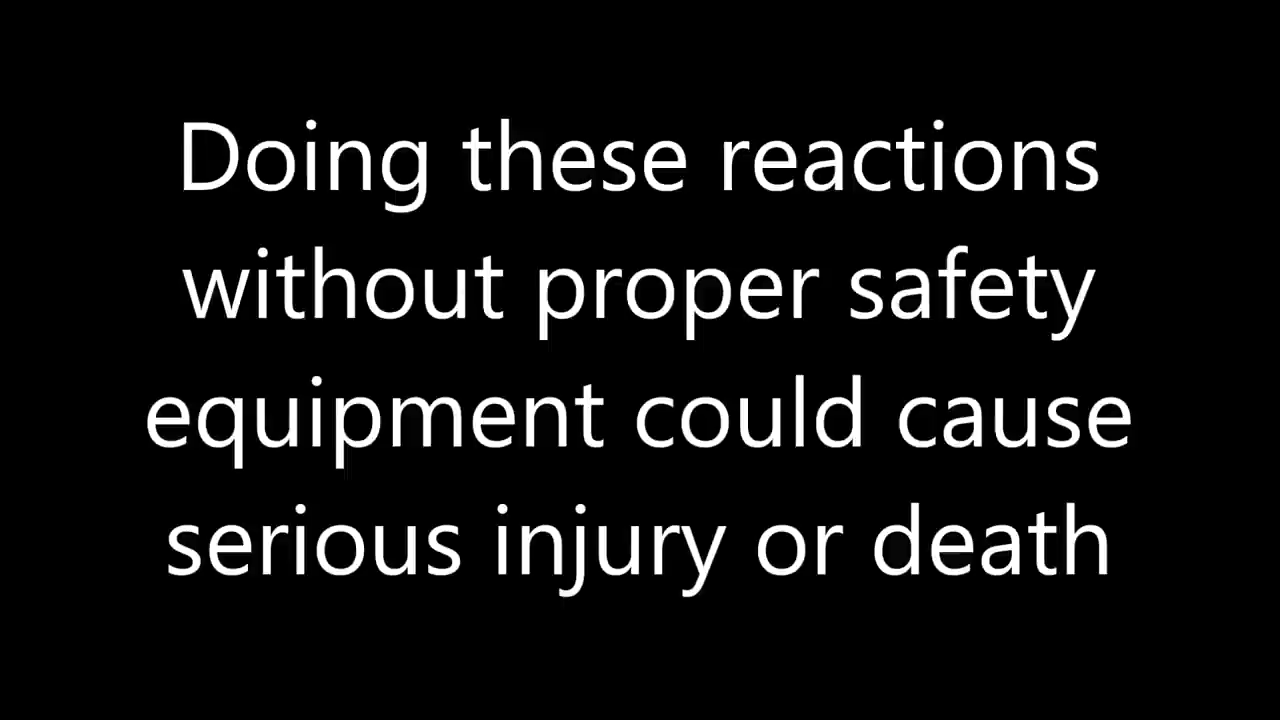 Doing these reactions
without proper safety
equipment could cause
serious injury or death